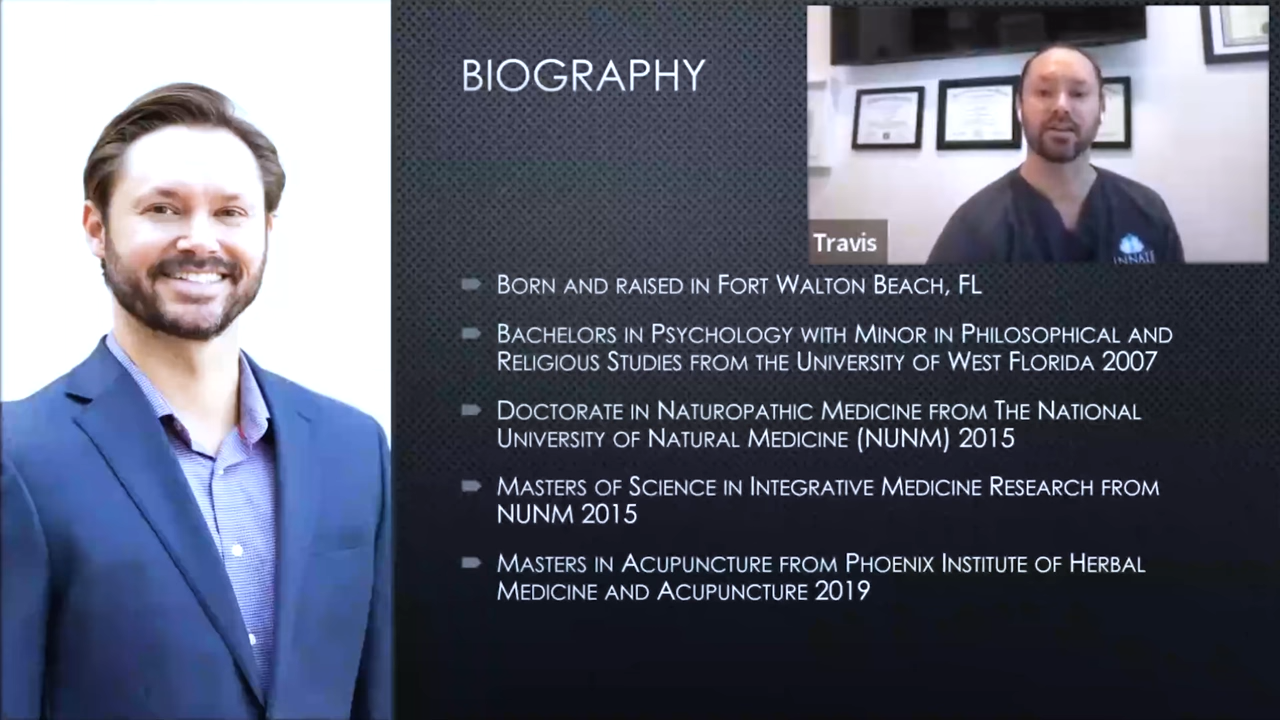 BIOGRAPHY
Travis
INNATE
BORN AND RAISED IN FORT WALTON BEACH, FL
BACHELORS IN PSYCHOLOGY WITH MINOR IN PHILOSOPHICAL AND
RELIGIOUS STUDIES FROM THE UNIVERSITY OF WEST FLORIDA 2007
DOCTORATE IN NATUROPATHIC MEDICINE FROM THE NATIONAL
UNIVERSITY OF NATURAL MEDICINE (NUNM) 2015
MASTERS OF SCIENCE IN INTEGRATIVE MEDICINE RESEARCH FROM
NUNM 2015
MASTERS IN ACUPUNCTURE FROM PHOENIX INSTITUTE OF HERBAL
MEDICINE AND ACUPUNCTURE 2019